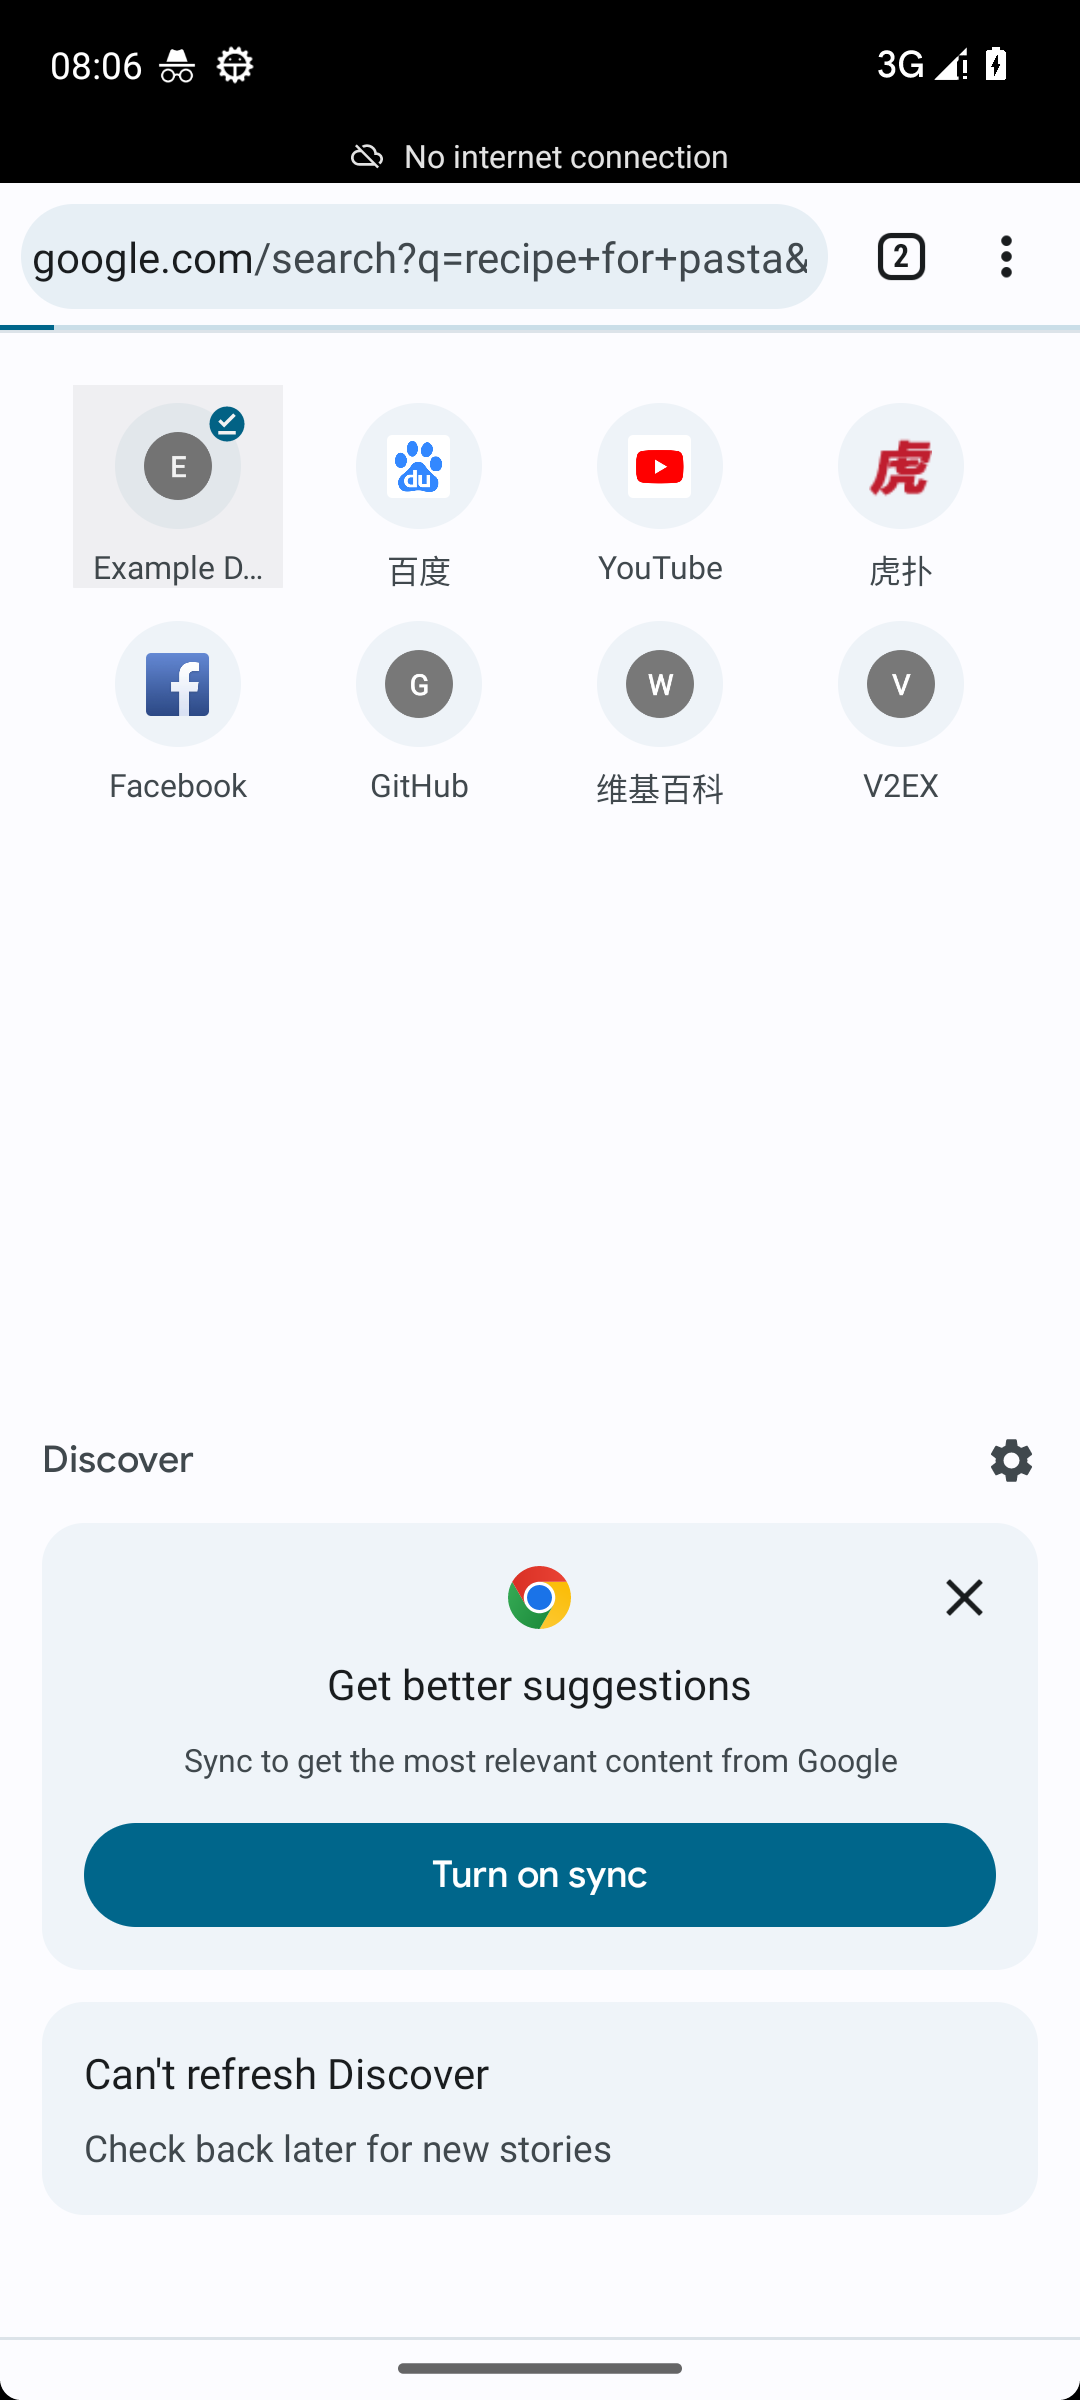 08:06
3G
No internet connection
google.com/search?q=recipe+for+pasta&
2
E
du
虎
Example D...
百度
YouTube
虎扑
f
G
W
V
Facebook
GitHub
维基百科
V2EX
Discover
Get better suggestions
Sync to get the most relevant content from Google
Turn on sync
Can't refresh Discover
Check back later for new stories